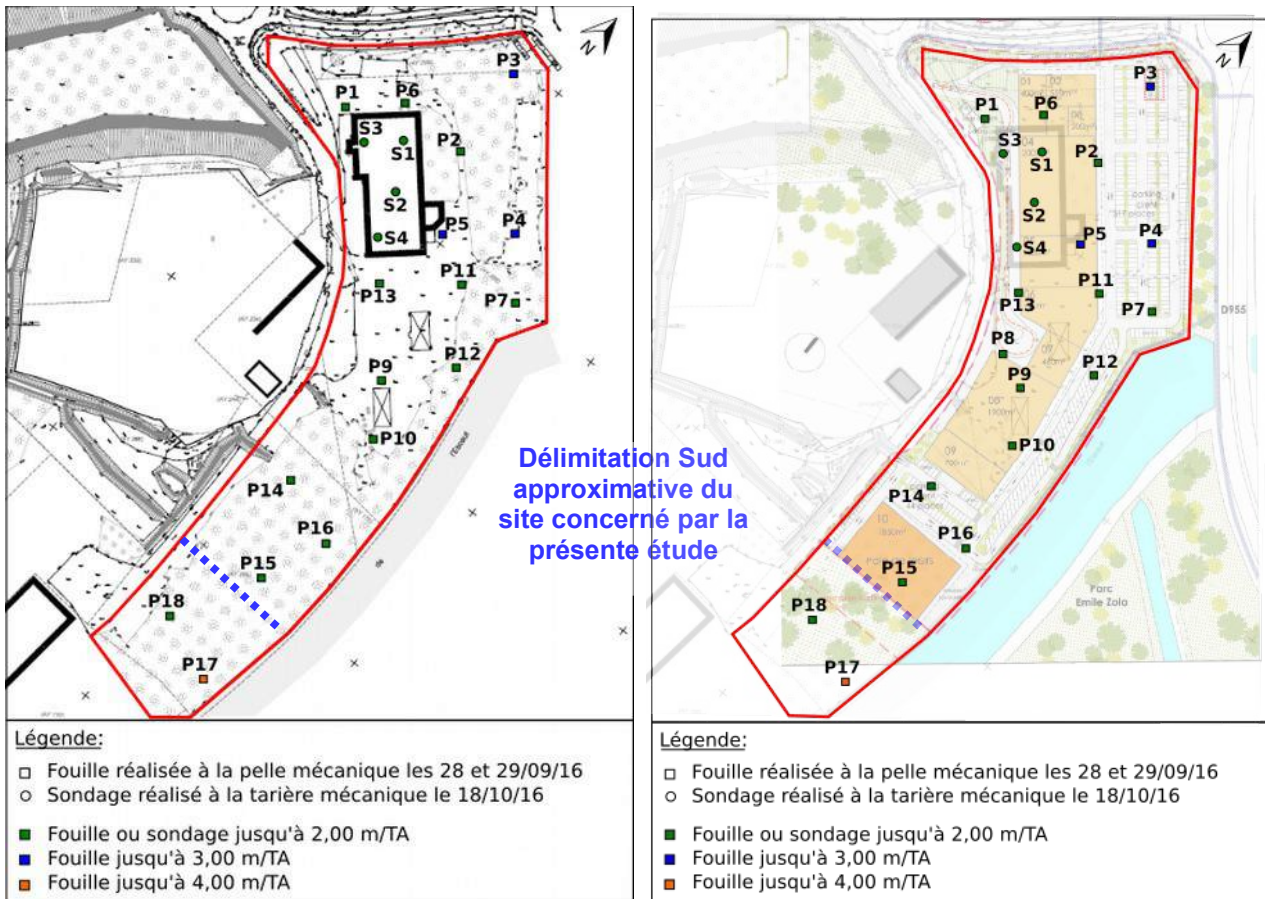 N
P3
P1
P6
S3
S1
P2
S2
S4
P5
P4
P13
P11
P7
P12
P9
P10
l'Escaut
de
P14
P16
P15
P18
P17
Délimitation Sud
approximative du
site concerné par la
présente étude
Légende:
Fouille réalisée à la pelle mécanique les 28 et 29/09/16
Sondage réalisé à la tarière mécanique le 18/10/16
Fouille ou sondage jusqu'à 2,00 m/TA
Fouille jusqu'à 3,00 m/TA
Fouille jusqu'à 4,00 m/TA
N
P3
P1
P6
S3
S1
P2
S2
S4
P5
P4
P13
P11
P7
D955
P8
P12
P9
P10
P14
P16
P15
Parc
Emile Zola
P18
P17
Légende:
Fouille réalisée à la pelle mécanique les 28 et 29/09/16
Sondage réalisé à la tarière mécanique le 18/10/16
Fouille ou sondage jusqu'à 2,00 m/TA
Fouille jusqu'à 3,00 m/TA
Fouille jusqu'à 4,00 m/TA